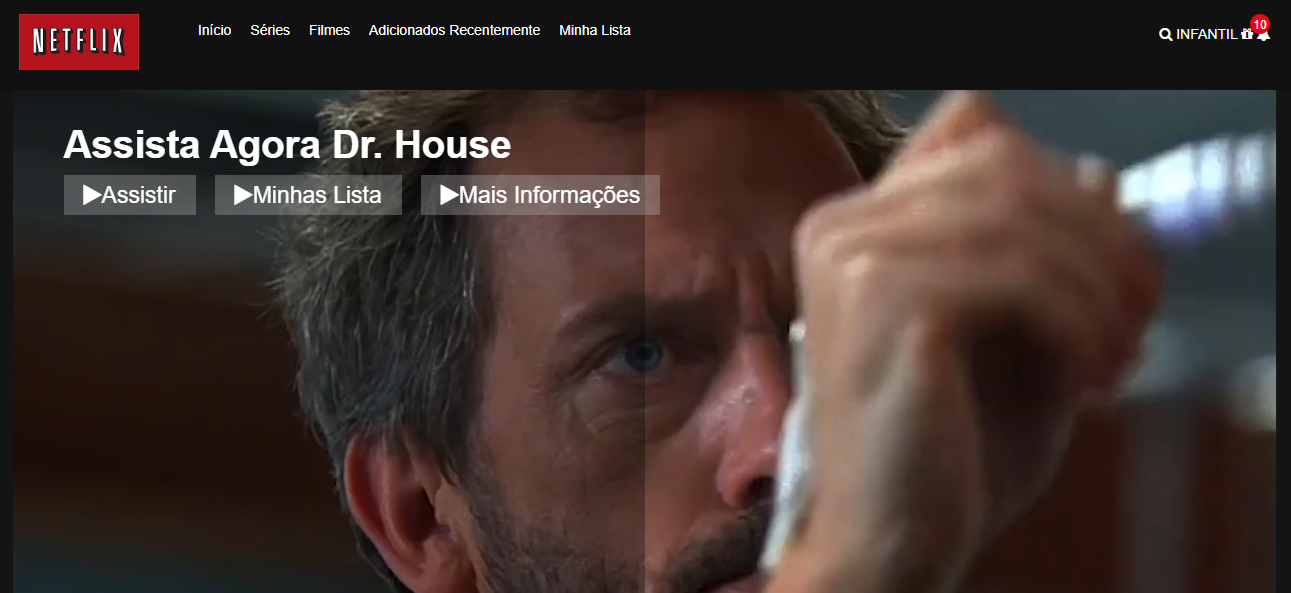 NETFLIX
Início Séries Filmes Adicionados Recentemente Minha Lista
INFANTIL 10
Assista Agora Dr. House
Assistir Minhas Lista Mais Informações